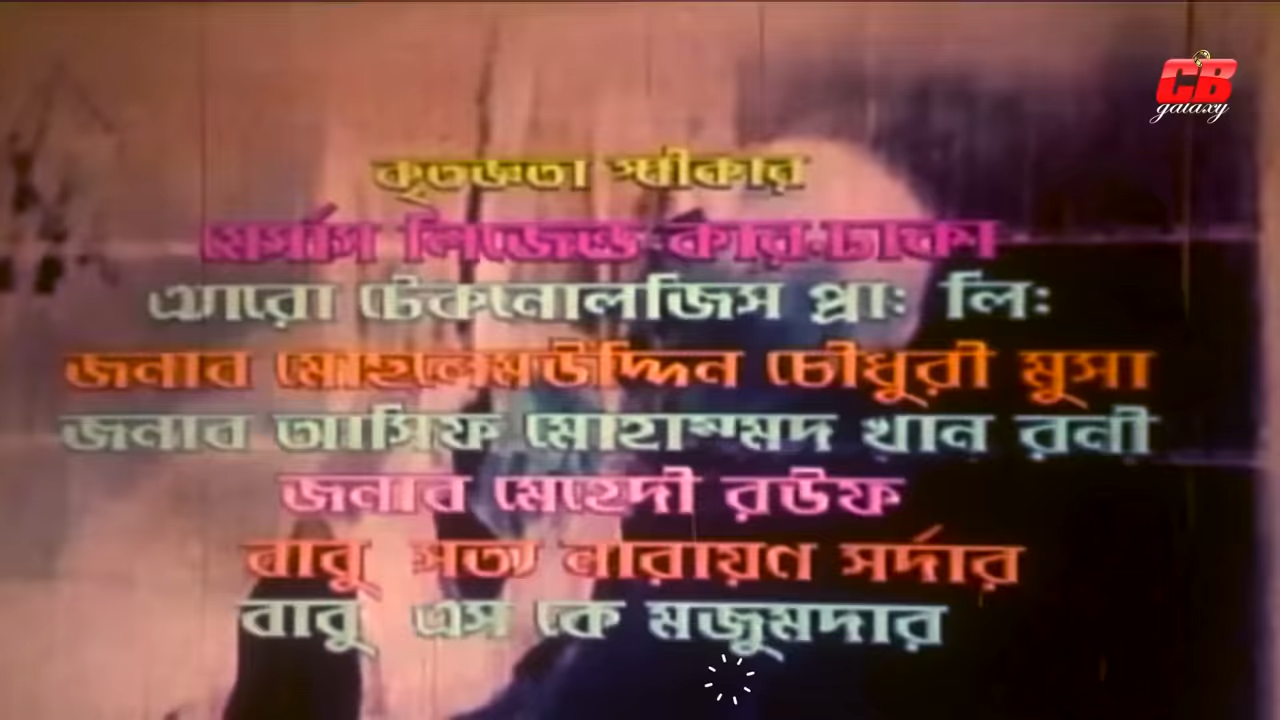 CB
galaxy
কৃতজ্ঞতা স্বীকার
মেসার্স লিজেন্ড কার-ঢাকা
এ্যারো টেকনোলজিস প্রাঃ লিঃ
জনাব মোহলেমউদ্দিন চৌধুরী মুসা
জনাব আসিফ মোহাম্মদ খান রনী
জনাব মেহেদী রউফ
বাবু সত্য নারায়ণ সর্দার
বাবু এস কে মজুমদার